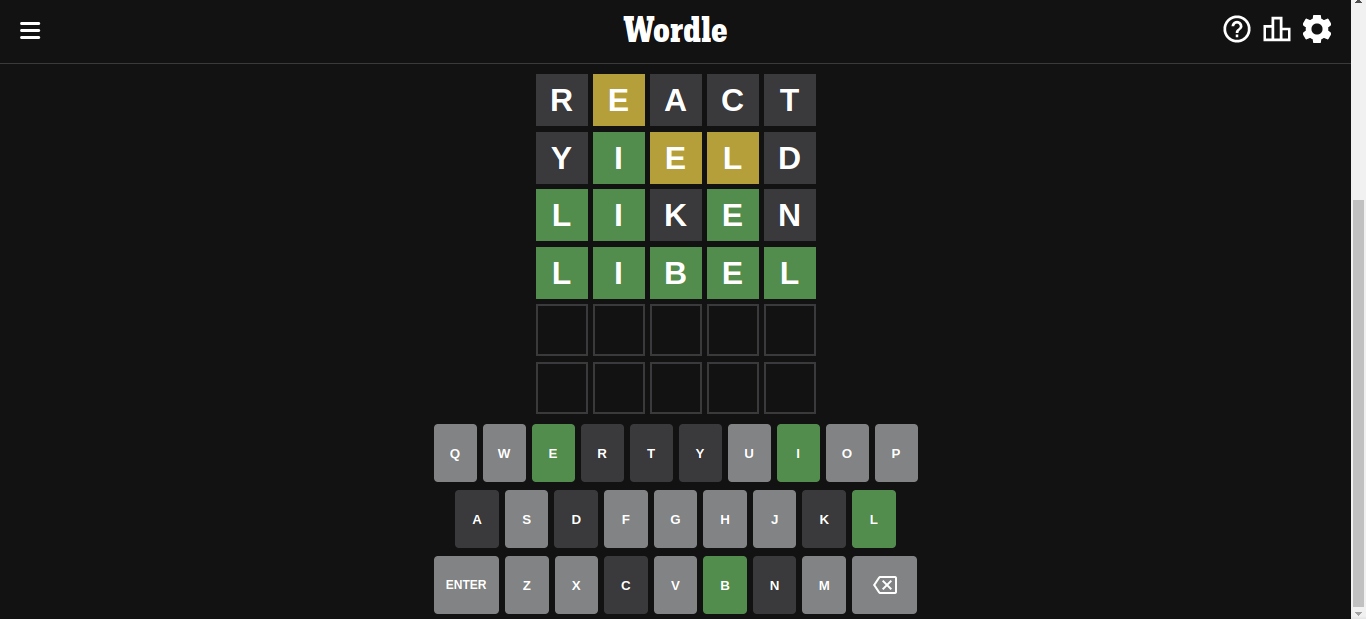 Wordle
R E A C T
Y I E L D
L I K E N
L I B E L
Q W E R T Y U I O P
A S D F G H J K L
ENTER Z X C V B N M